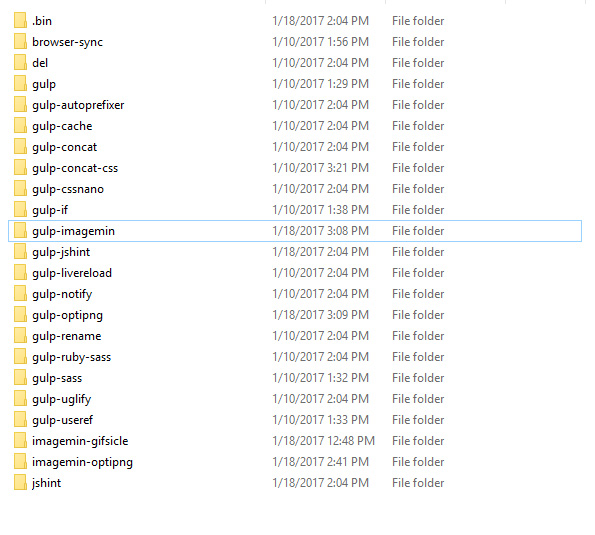 .bin 1/18/2017 2:04 PM File folder
browser-sync 1/10/2017 1:56 PM File folder
del 1/10/2017 2:04 PM File folder
gulp 1/10/2017 1:29 PM File folder
gulp-autoprefixer 1/10/2017 2:04 PM File folder
gulp-cache 1/10/2017 2:04 PM File folder
gulp-concat 1/10/2017 2:04 PM File folder
gulp-concat-css 1/10/2017 3:21 PM File folder
gulp-cssnano 1/10/2017 2:04 PM File folder
gulp-if 1/10/2017 1:38 PM File folder
gulp-imagemin 1/18/2017 3:08 PM File folder
gulp-jshint 1/18/2017 2:04 PM File folder
gulp-livereload 1/10/2017 2:04 PM File folder
gulp-notify 1/10/2017 2:04 PM File folder
gulp-optipng 1/18/2017 3:09 PM File folder
gulp-rename 1/10/2017 2:04 PM File folder
gulp-ruby-sass 1/10/2017 2:04 PM File folder
gulp-sass 1/10/2017 1:32 PM File folder
gulp-uglify 1/10/2017 2:04 PM File folder
gulp-useref 1/10/2017 1:33 PM File folder
imagemin-gifsicle 1/18/2017 12:48 PM File folder
imagemin-optipng 1/18/2017 2:41 PM File folder
jshint 1/18/2017 2:04 PM File folder